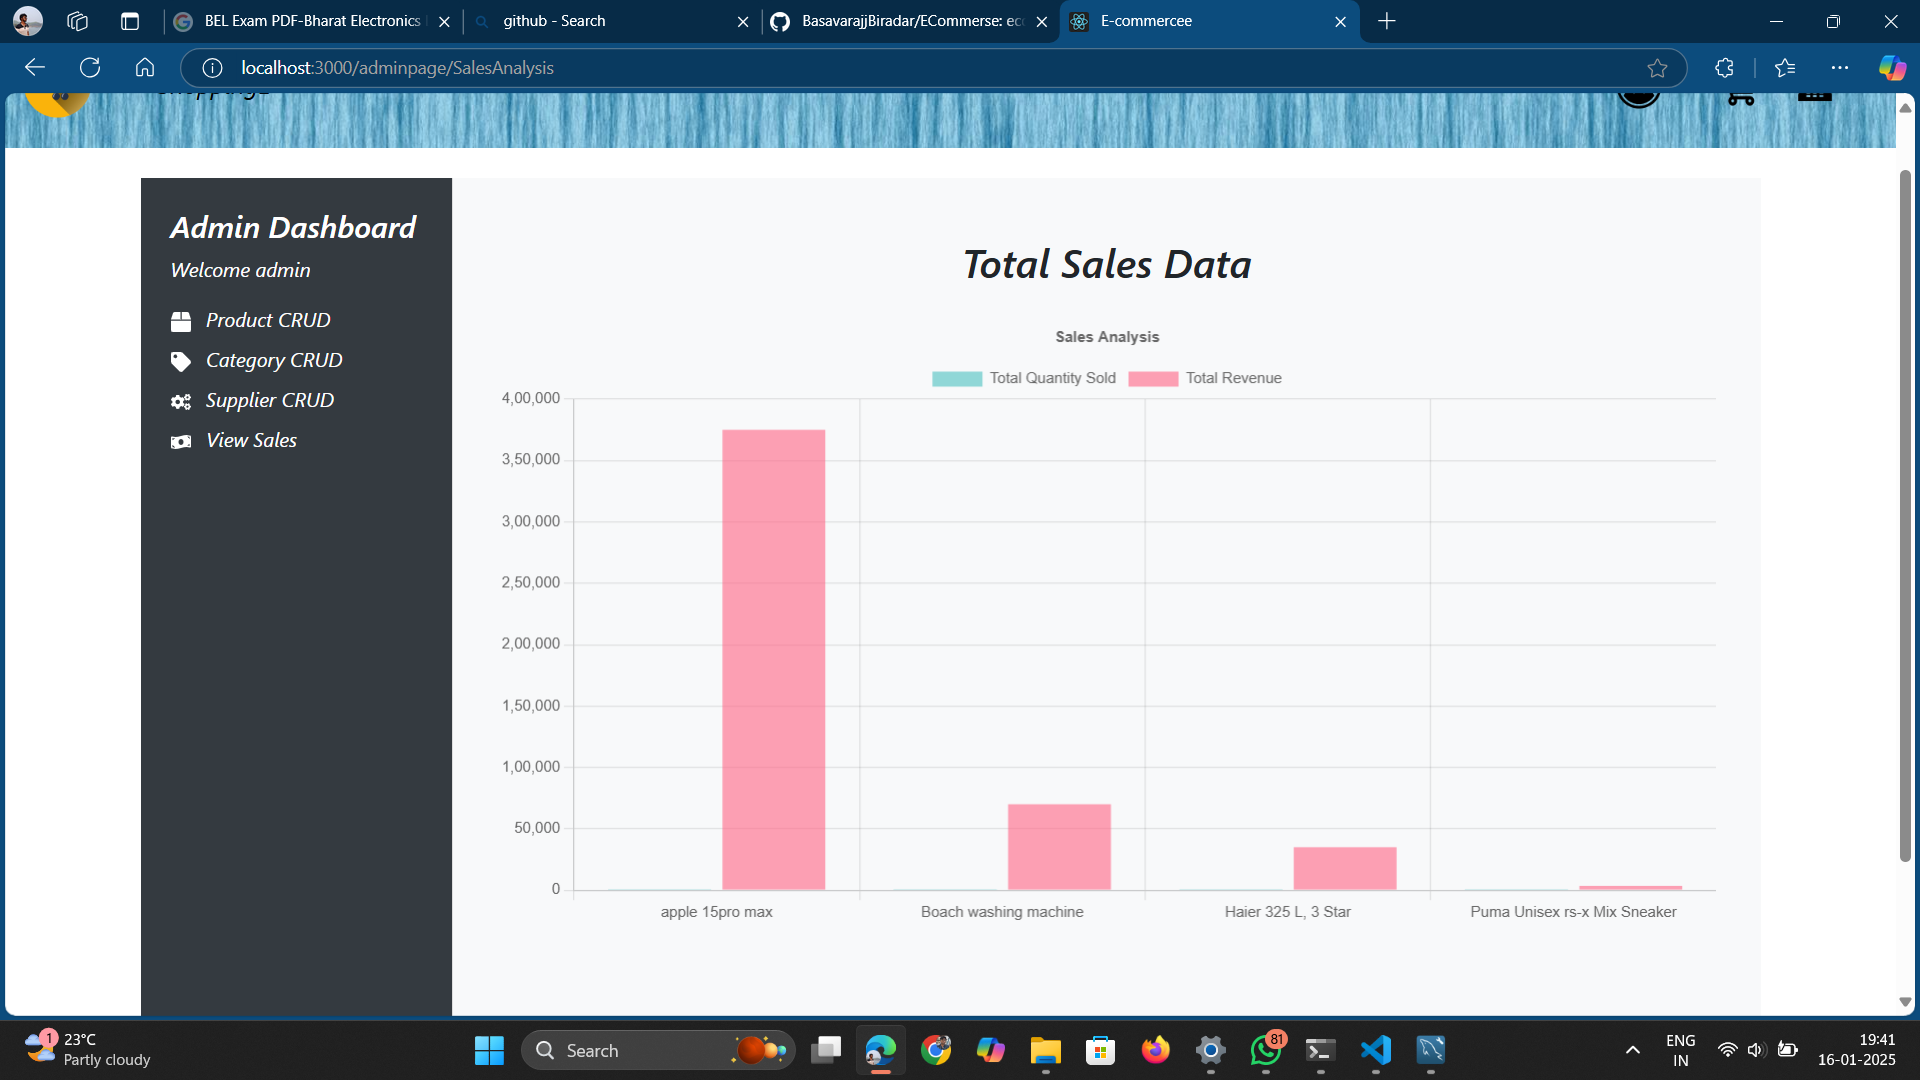 BEL Exam PDF-Bharat Electronics
github - Search
BasavarajjBiradar/ECommerse: ec
E-commercee
localhost:3000/adminpage/SalesAnalysis
Admin Dashboard
Welcome admin
Product CRUD
Category CRUD
Supplier CRUD
View Sales
Total Sales Data
Sales Analysis
Total Quantity Sold Total Revenue
4,00,000
3,50,000
3,00,000
2,50,000
2,00,000
1,50,000
1,00,000
50,000
0
apple 15pro max Boach washing machine Haier 325 L, 3 Star Puma Unisex rs-x Mix Sneaker
1
23°C
Partly cloudy
Search
81
ENG
IN
19:41
16-01-2025